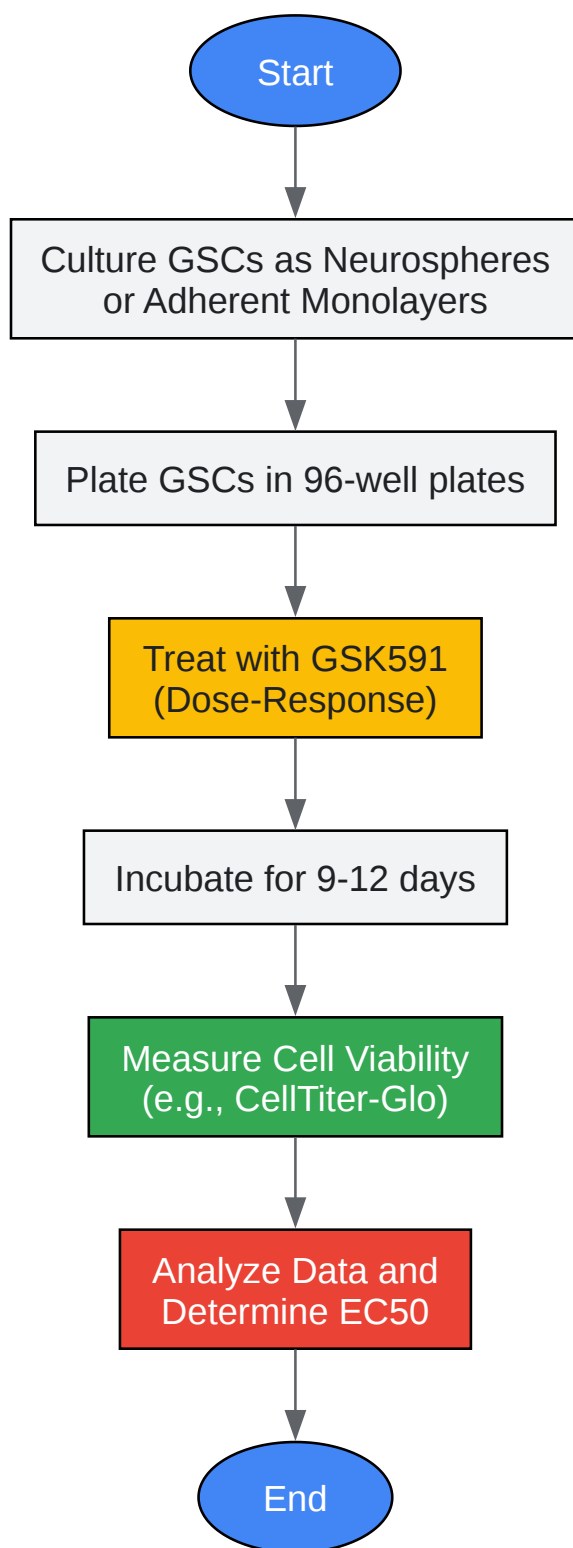 Start
Culture GSCs as Neurospheres
or Adherent Monolayers
Plate GSCs in 96-well plates
Treat with GSK591
(Dose-Response)
Incubate for 9-12 days
Measure Cell Viability
(e.g., CellTiter-Glo)
Analyze Data and
Determine EC50
End